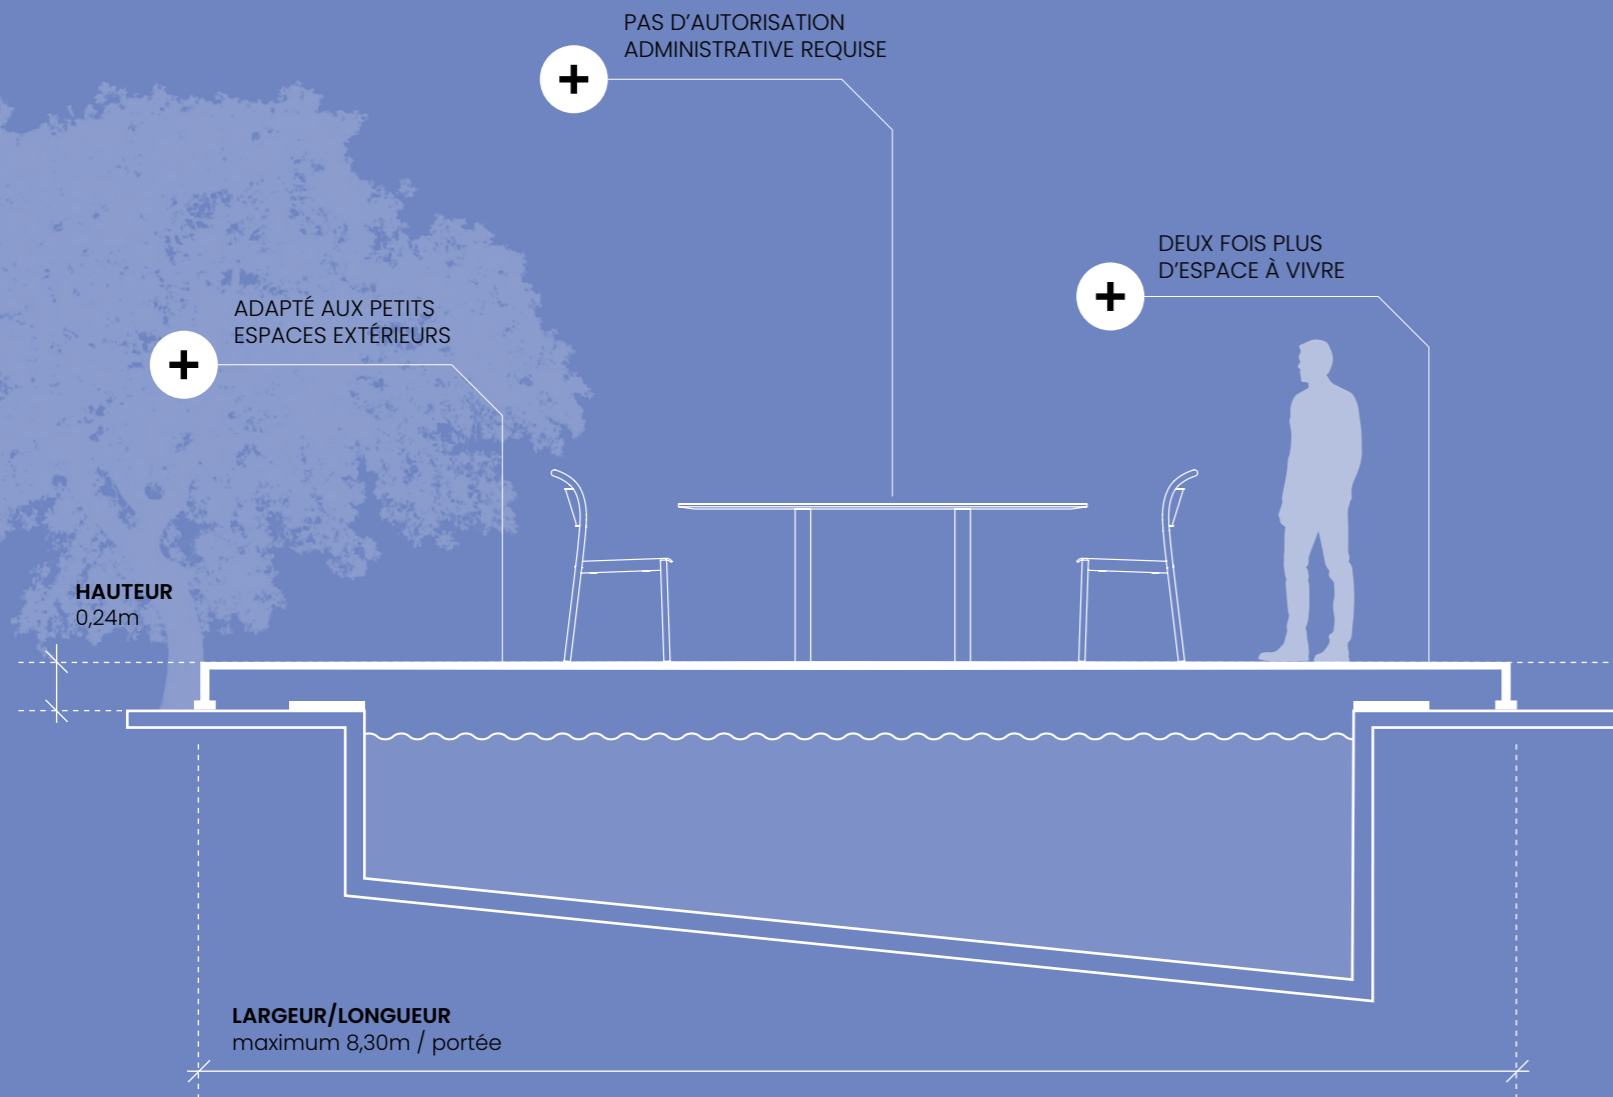 PAS D'AUTORISATION
ADMINISTRATIVE REQUISE
+
DEUX FOIS PLUS
D'ESPACE À VIVRE
+
ADAPTÉ AUX PETITS
ESPACES EXTÉRIEURS
+
HAUTEUR
0,24m
LARGEUR/LONGUEUR
maximum 8,30m / portée